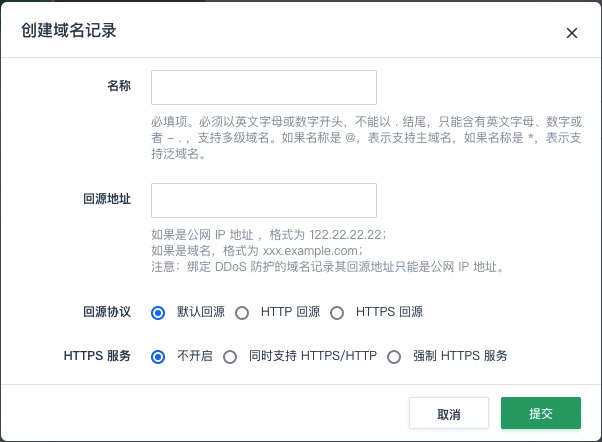 创建域名记录
名称
必填项。必须以英文字母或数字开头，不能以 . 结尾，只能含有英文字母、数字或
者 - . ，支持多级域名。如果名称是 @，表示支持主域名，如果名称是 *，表示支
持泛域名。
回源地址
如果是公网 IP 地址 ，格式为 122.22.22.22；
如果是域名，格式为 xxx.example.com；
注意：绑定 DDoS 防护的域名记录其回源地址只能是公网 IP 地址。
回源协议 默认回源 HTTP 回源 HTTPS 回源
HTTPS 服务 不开启 同时支持 HTTPS/HTTP 强制 HTTPS 服务
取消 提交